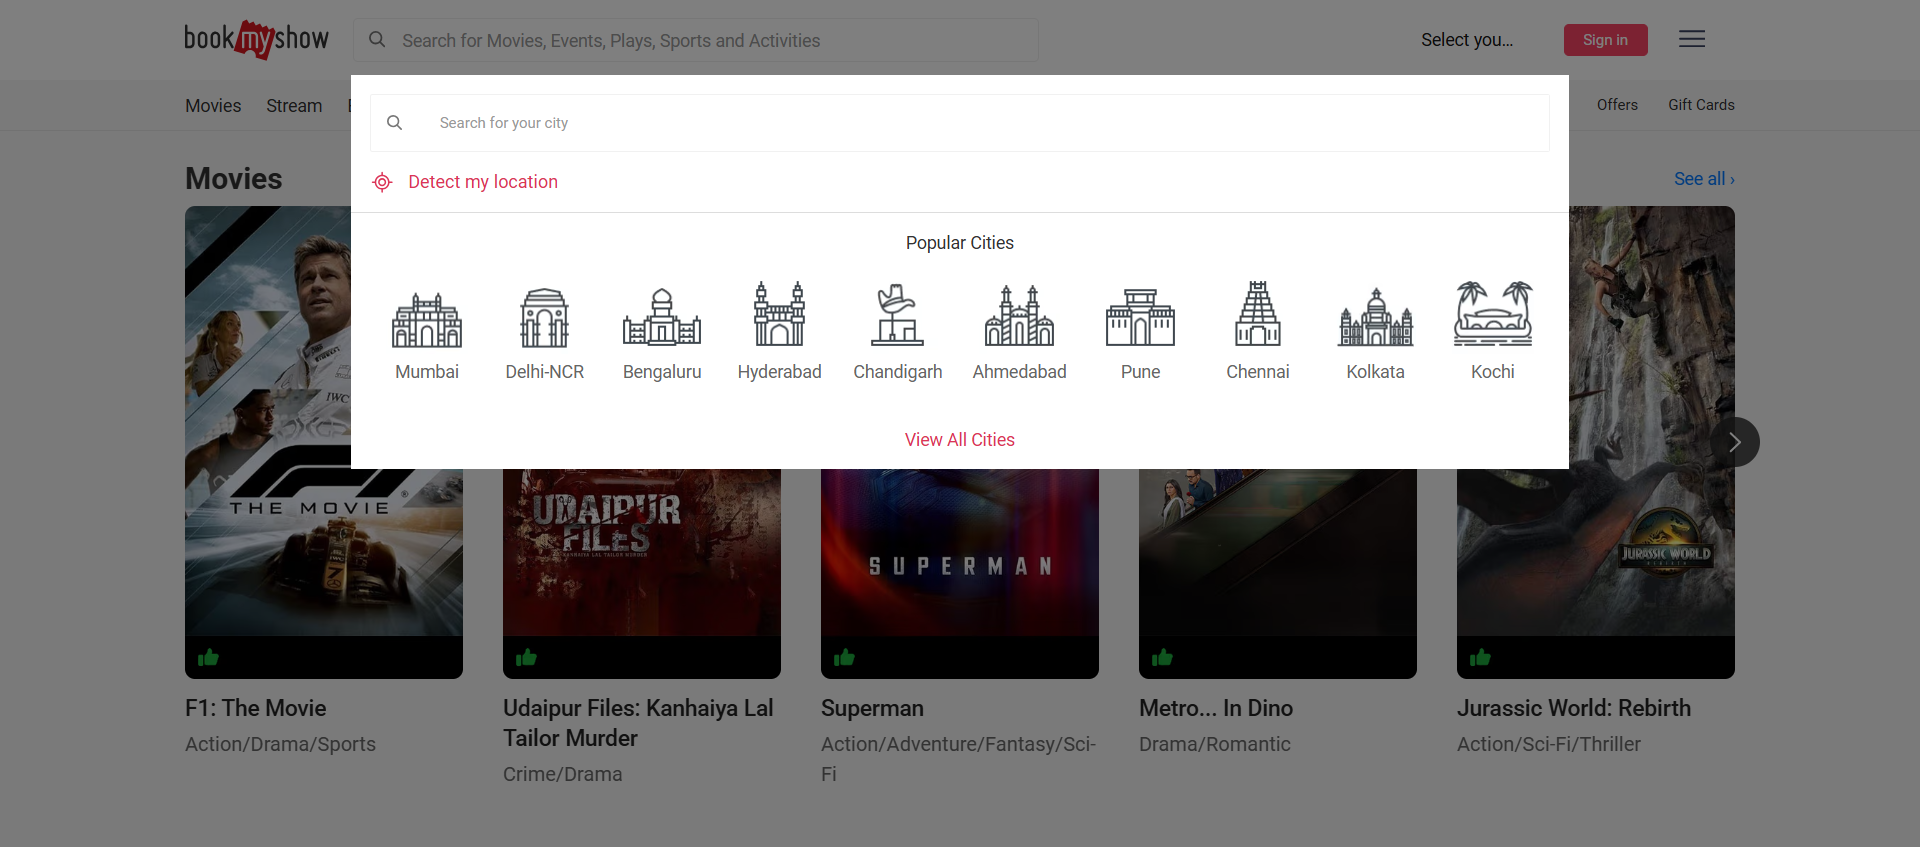 bookmyshow
Search for Movies, Events, Plays, Sports and Activities
Select you...
Sign in
Movies
Stream
Offers
Gift Cards
Search for your city
Detect my location
Popular Cities
Mumbai
Delhi-NCR
Bengaluru
Hyderabad
Chandigarh
Ahmedabad
Pune
Chennai
Kolkata
Kochi
View All Cities
Movies
See all ›
IWC
THE MOVIE
IWC
UDAIPUR
FILES
KANHAIYA LAL TAILOR MURDER
SUPERMAN
JURASSIC WORLD
REBIRTH
F1: The Movie
Action/Drama/Sports
Udaipur Files: Kanhaiya Lal
Tailor Murder
Crime/Drama
Superman
Action/Adventure/Fantasy/Sci-
Fi
Metro... In Dino
Drama/Romantic
Jurassic World: Rebirth
Action/Sci-Fi/Thriller